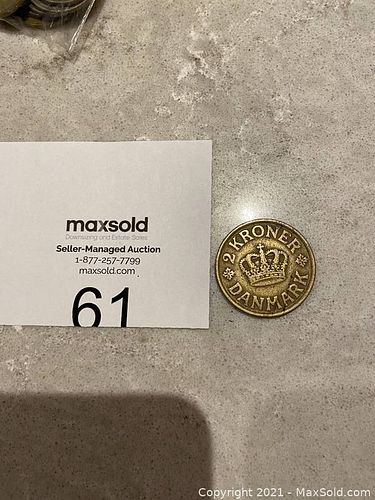 maxsold
Downsizing and Estate Sales
Seller-Managed Auction
1-877-257-7799
maxsold.com
61
2 KRONER
DANMARK
Copyright 2021 - MaxSold.com